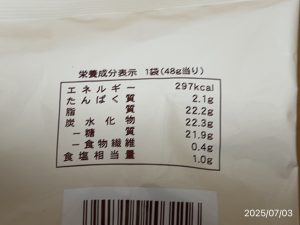 栄養成分表示 1袋(48g当り)
エネルギー 297kcal
たんぱく質 2.1g
脂質 22.2g
炭水化物 22.3g
－糖質 21.9g
－食物繊維 0.4g
食塩相当量 1.0g
2025/07/03